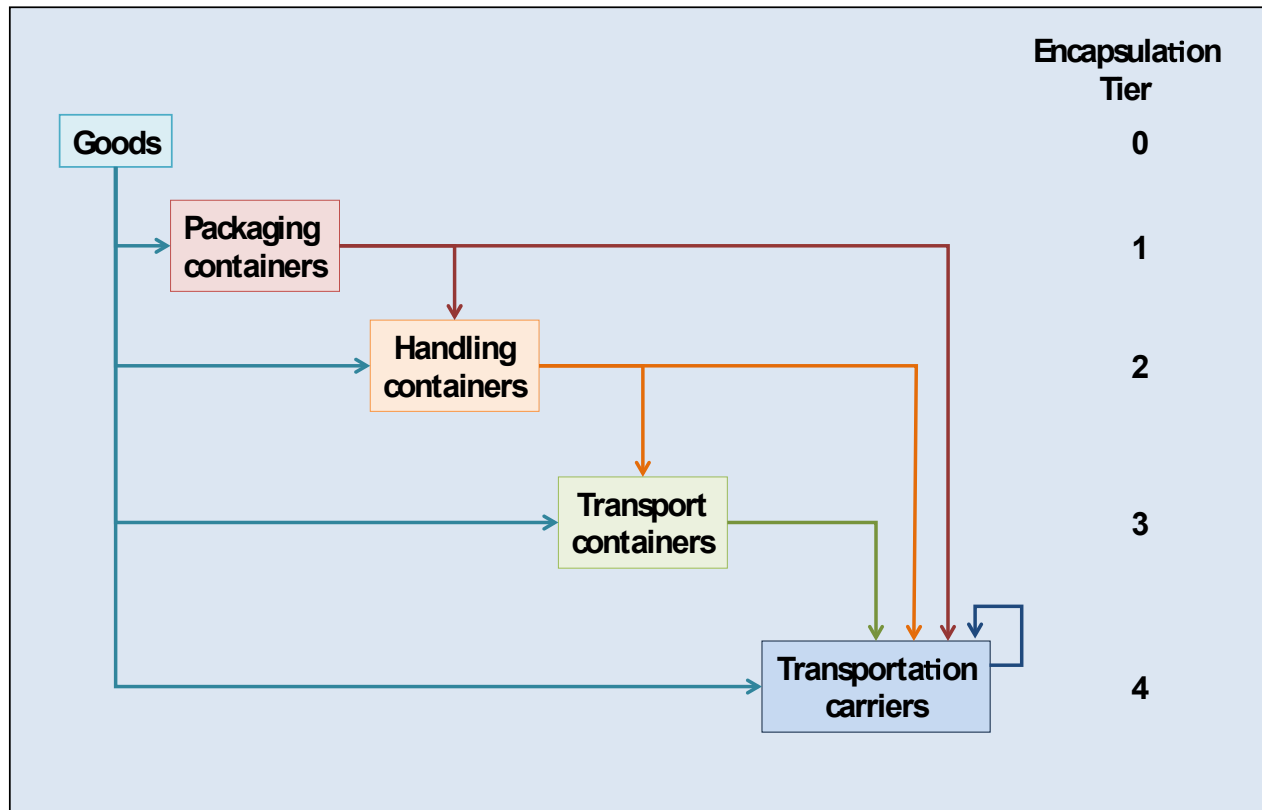 Encapsulation
Tier
Goods
0
Packaging
containers
1
Handling
containers
2
Transport
containers
3
Transportation
carriers
4